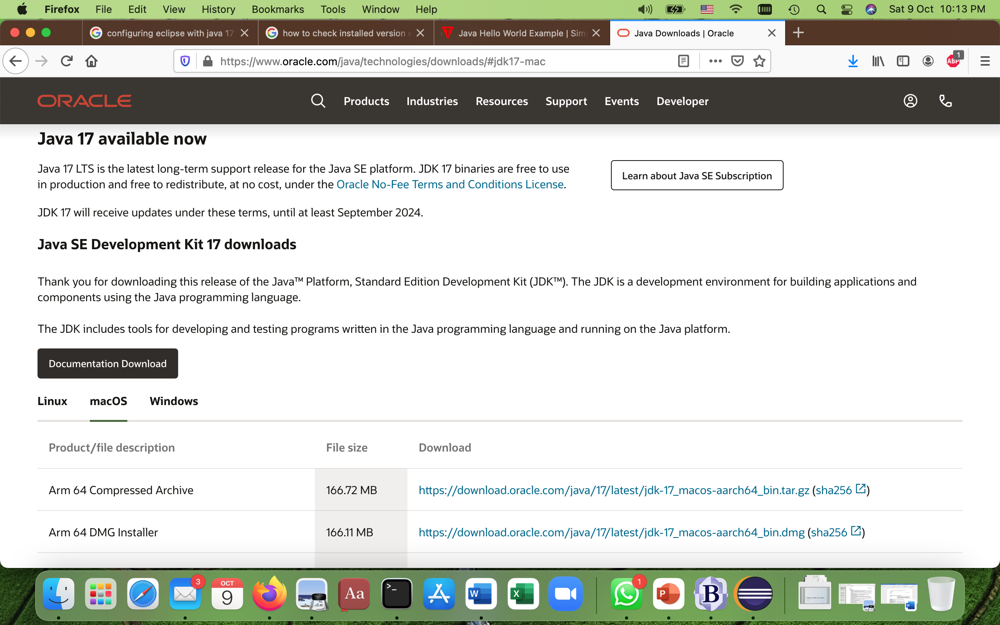 Firefox File Edit View History Bookmarks Tools Window Help Sat 9 Oct 10:13 PM
configuring eclipse with java 17 how to check installed version Java Hello World Example | Sim Java Downloads | Oracle
https://www.oracle.com/java/technologies/downloads/#jdk17-mac ABP 1
ORACLE Products Industries Resources Support Events Developer
Java 17 available now
Java 17 LTS is the latest long-term support release for the Java SE platform. JDK 17 binaries are free to use
in production and free to redistribute, at no cost, under the Oracle No-Fee Terms and Conditions License.
Learn about Java SE Subscription
JDK 17 will receive updates under these terms, until at least September 2024.
Java SE Development Kit 17 downloads
Thank you for downloading this release of the Java™ Platform, Standard Edition Development Kit (JDK™). The JDK is a development environment for building applications and
components using the Java programming language.
The JDK includes tools for developing and testing programs written in the Java programming language and running on the Java platform.
Documentation Download
Linux macOS Windows
Product/file description File size Download
Arm 64 Compressed Archive 166.72 MB https://download.oracle.com/java/17/latest/jdk-17_macos-aarch64_bin.tar.gz (sha256)
Arm 64 DMG Installer 166.11 MB https://download.oracle.com/java/17/latest/jdk-17_macos-aarch64_bin.dmg (sha256)
3 OCT 9 Aa >_ W X 1 P B W